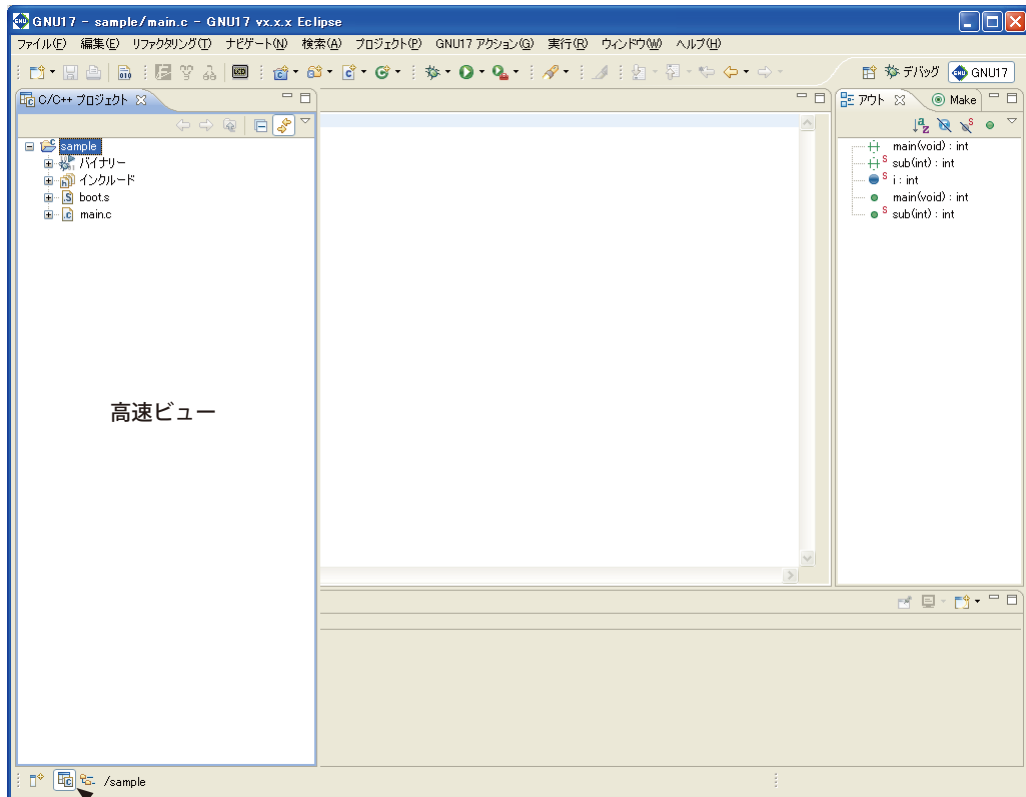 GNU17 - sample/main.c - GNU17 vx.x.x Eclipse
ファイル(F) 編集(E) リファクタリング(T) ナビゲート(N) 検索(A) プロジェクト(P) GNU17 アクション(G) 実行(R) ウィンドウ(W) ヘルプ(H)
デバッグ GNU17
C/C++ プロジェクト
アウト Make
sample
バイナリー
インクルード
boot.s
main.c
main(void) : int
sub(int) : int
i : int
main(void) : int
sub(int) : int
高速ビュー
/sample